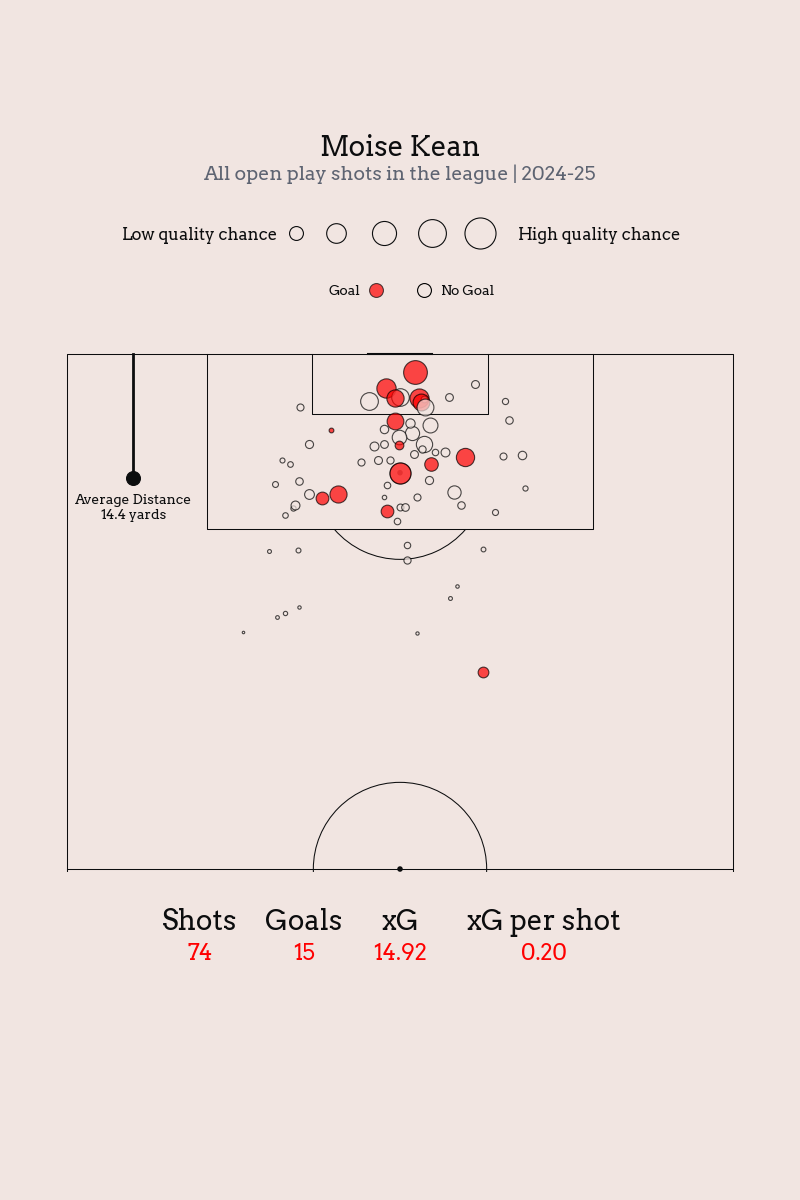 Moise Kean
All open play shots in the league | 2024-25
Low quality chance High quality chance
Goal No Goal
Average Distance
14.4 yards
Shots Goals xG xG per shot
74 15 14.92 0.20